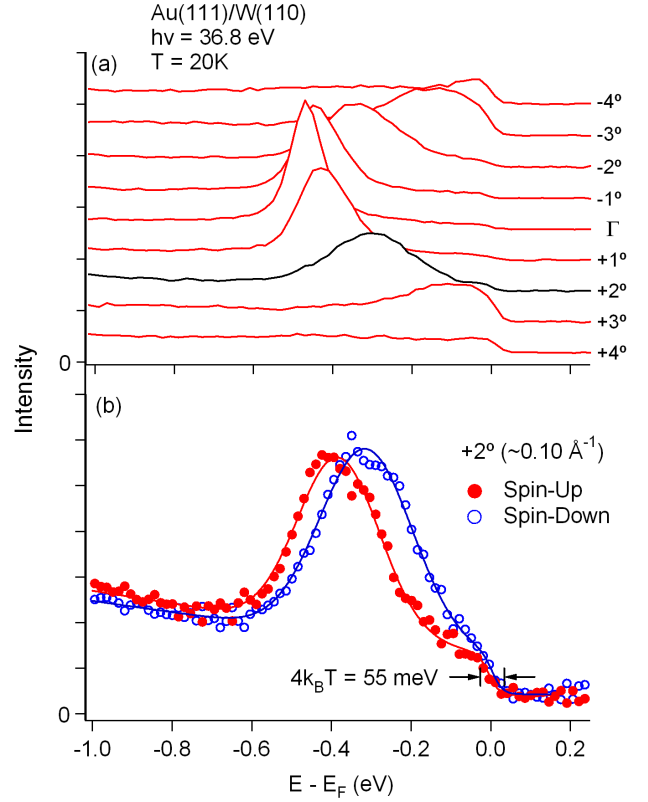 Au(111)/W(110)
hν = 36.8 eV
T = 20K
(a)
-4º
-3º
-2º
-1º
Γ
+1º
+2º
+3º
+4º
0
Intensity
(b)
+2º (~0.10 Å⁻¹)
Spin-Up
Spin-Down
4k_BT = 55 meV
0
-1.0 -0.8 -0.6 -0.4 -0.2 0.0 0.2
E - E_F (eV)